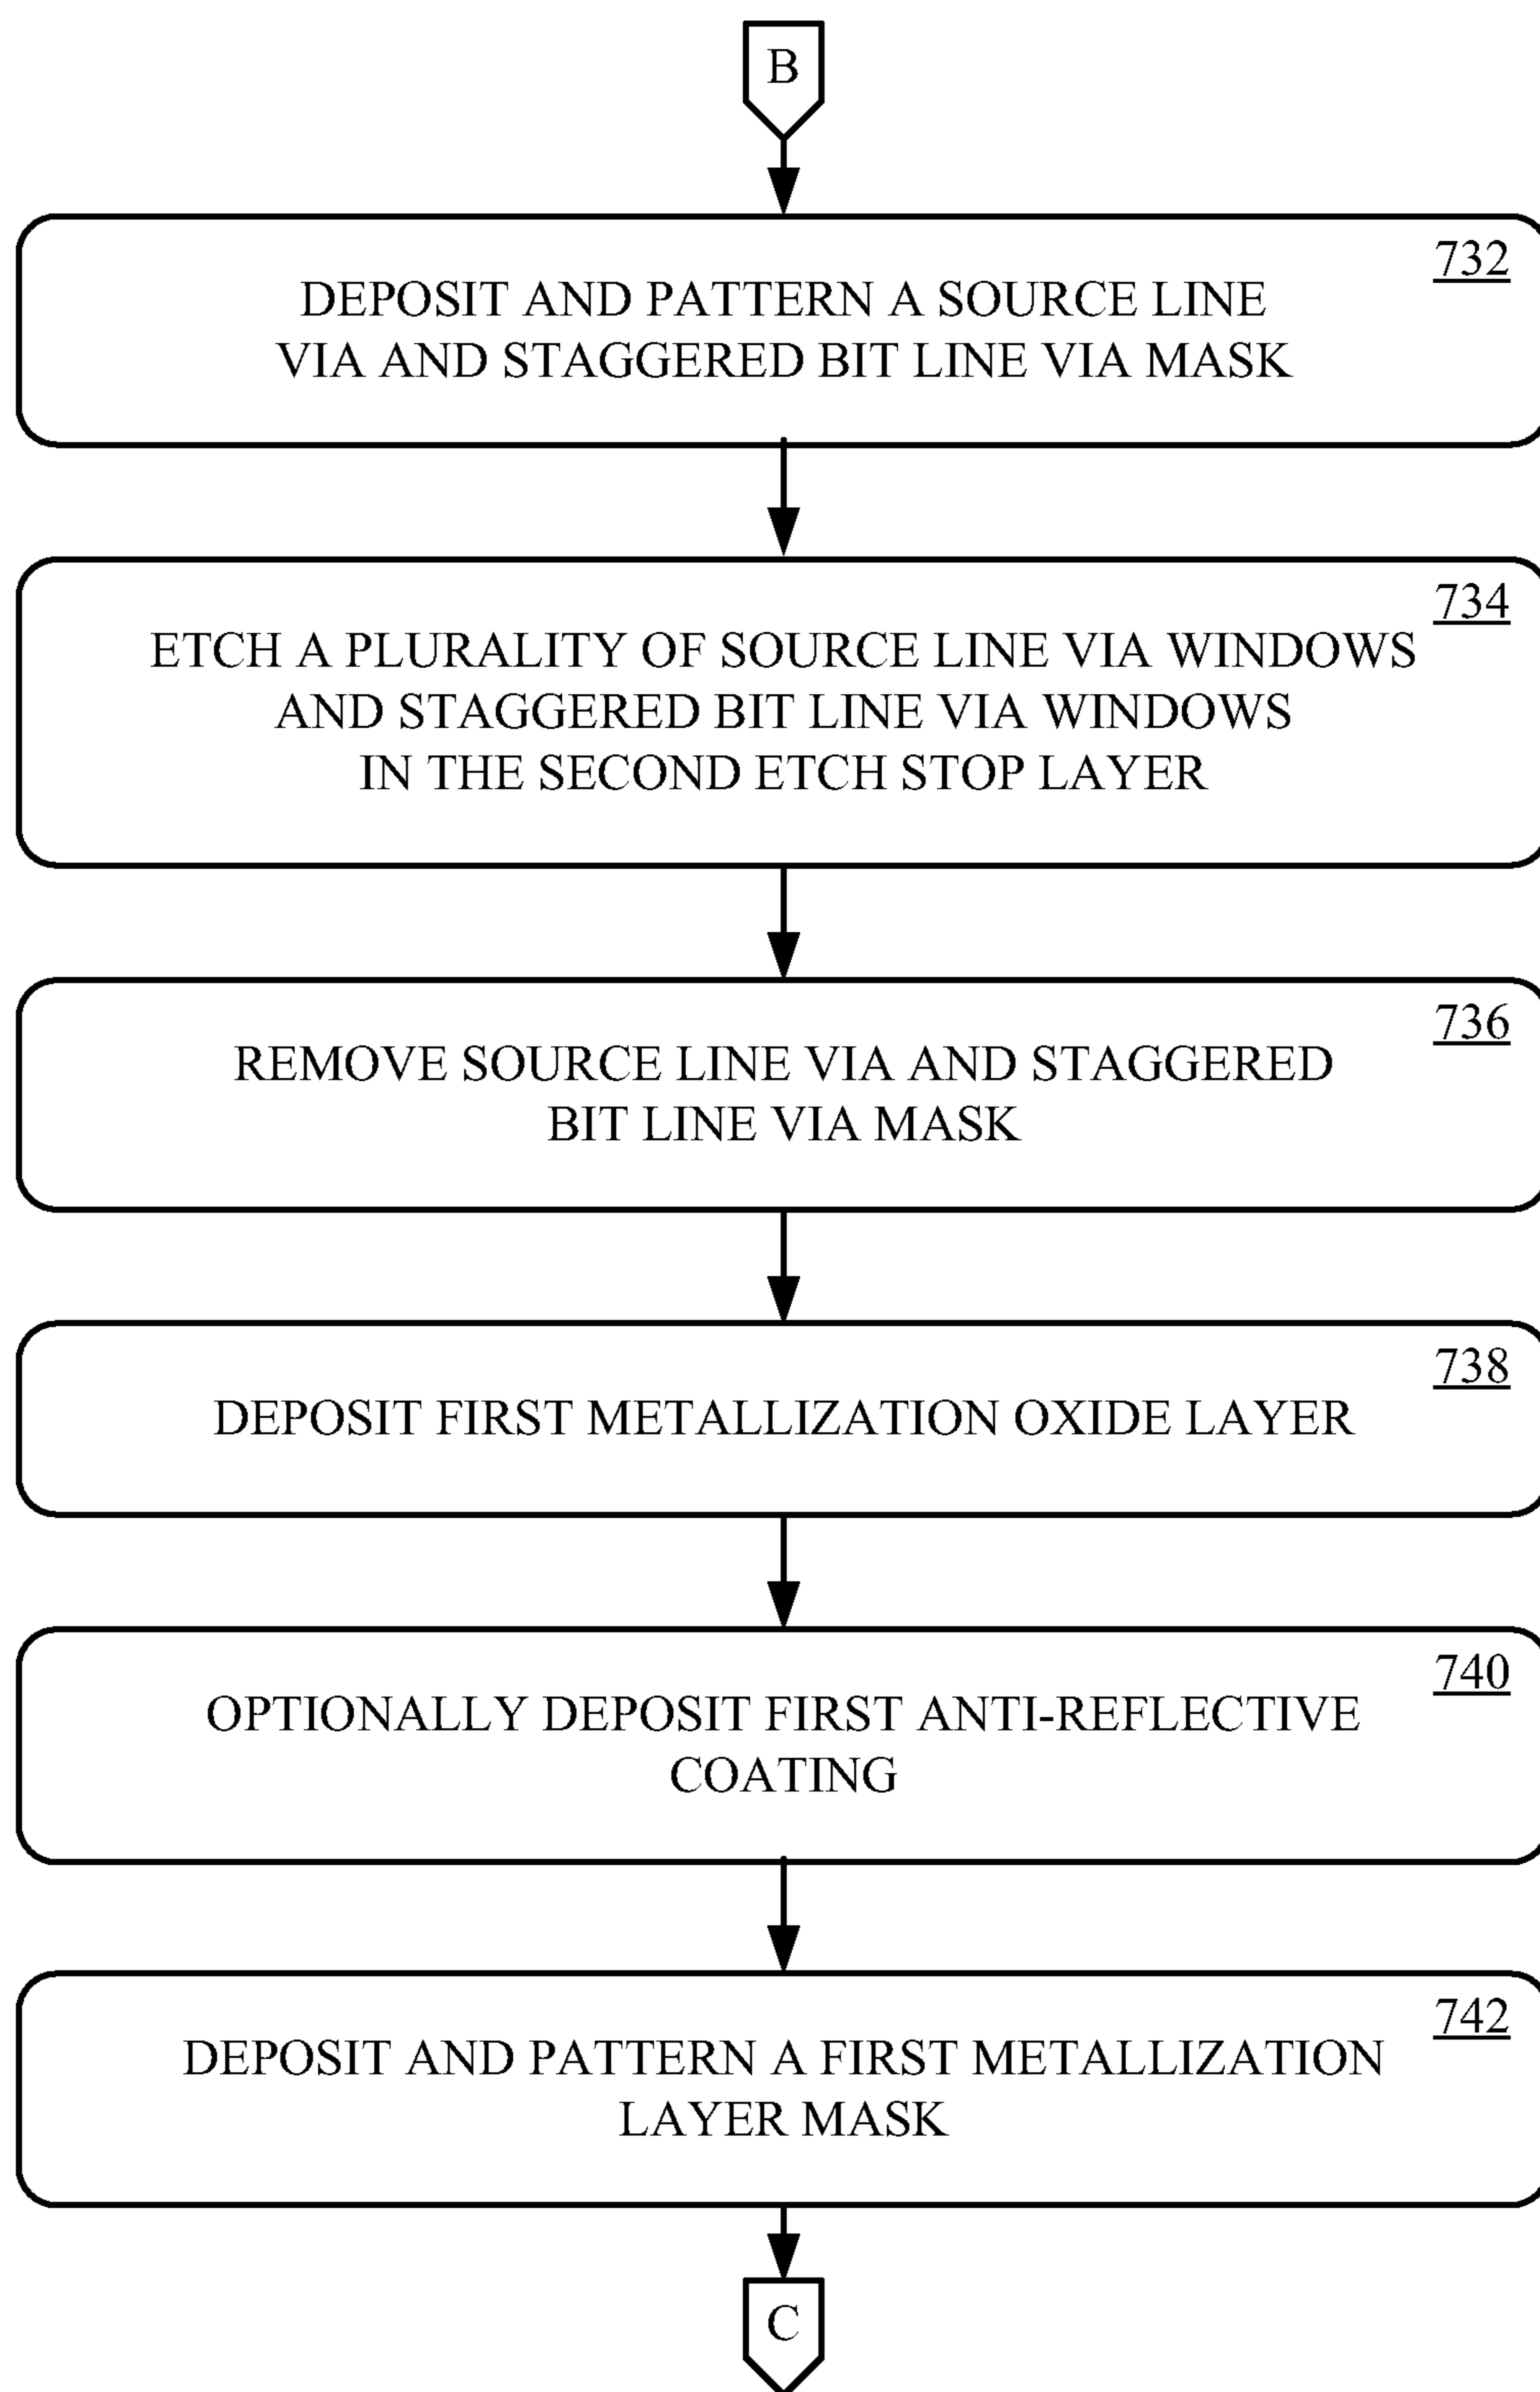 B
732
DEPOSIT AND PATTERN A SOURCE LINE
VIA AND STAGGERED BIT LINE VIA MASK
734
ETCH A PLURALITY OF SOURCE LINE VIA WINDOWS
AND STAGGERED BIT LINE VIA WINDOWS
IN THE SECOND ETCH STOP LAYER
736
REMOVE SOURCE LINE VIA AND STAGGERED
BIT LINE VIA MASK
738
DEPOSIT FIRST METALLIZATION OXIDE LAYER
740
OPTIONALLY DEPOSIT FIRST ANTI-REFLECTIVE
COATING
742
DEPOSIT AND PATTERN A FIRST METALLIZATION
LAYER MASK
C